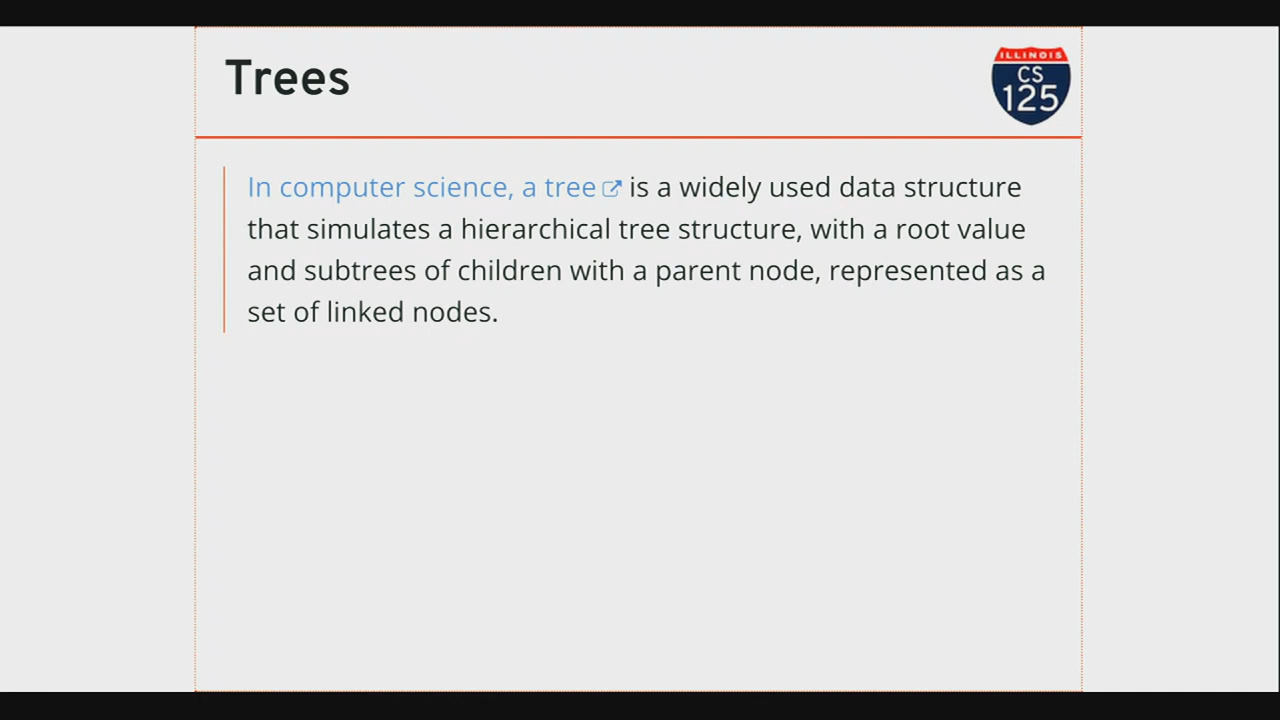 Trees
ILLINOIS
CS
125
In computer science, a tree is a widely used data structure
that simulates a hierarchical tree structure, with a root value
and subtrees of children with a parent node, represented as a
set of linked nodes.